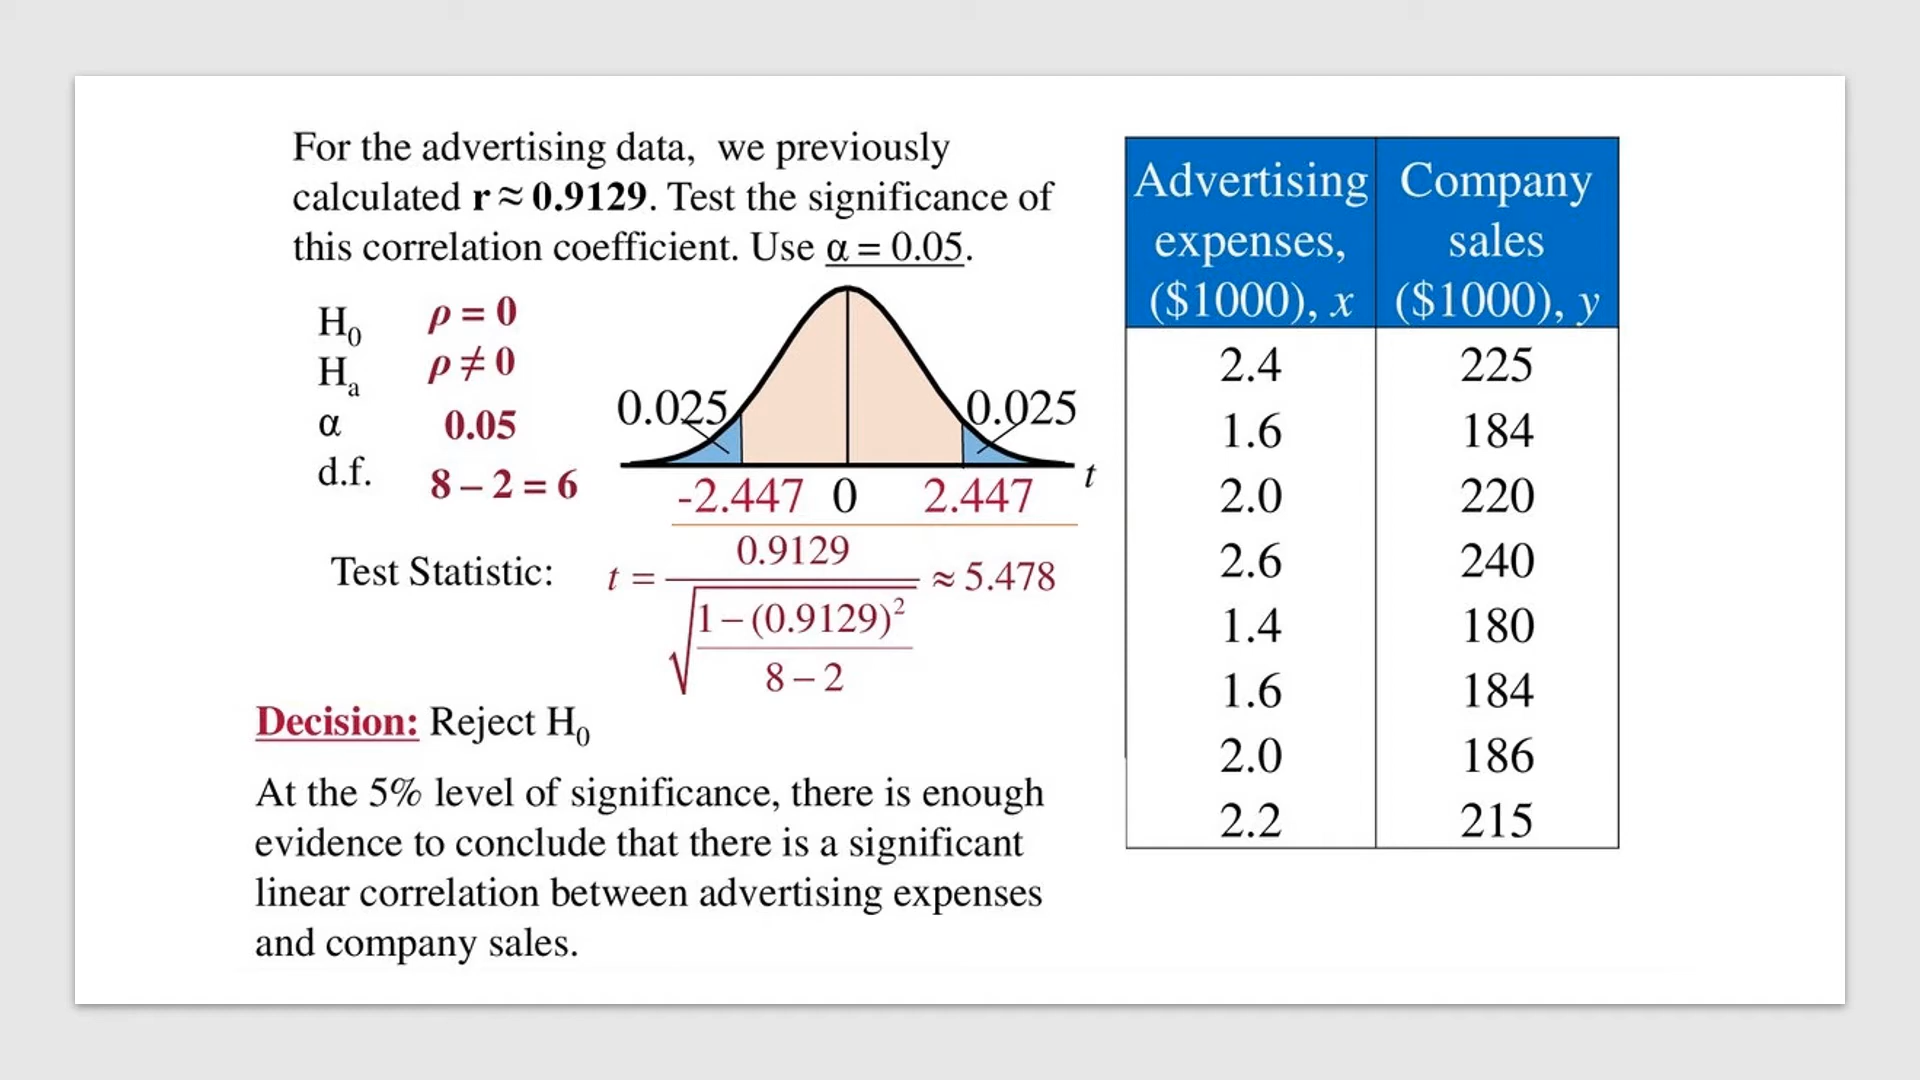 For the advertising data, we previously
calculated r ≈ 0.9129. Test the significance of
this correlation coefficient. Use α = 0.05.
H0 ρ = 0
Ha ρ ≠ 0
α 0.05
d.f. 8 – 2 = 6
0.025 0.025
-2.447 0 2.447 t
Test Statistic: t = 0.9129 / √((1 – (0.9129)²) / (8 – 2)) ≈ 5.478
Decision: Reject H0
At the 5% level of significance, there is enough
evidence to conclude that there is a significant
linear correlation between advertising expenses
and company sales.
Advertising expenses, ($1000), x | Company sales ($1000), y
2.4 225
1.6 184
2.0 220
2.6 240
1.4 180
1.6 184
2.0 186
2.2 215